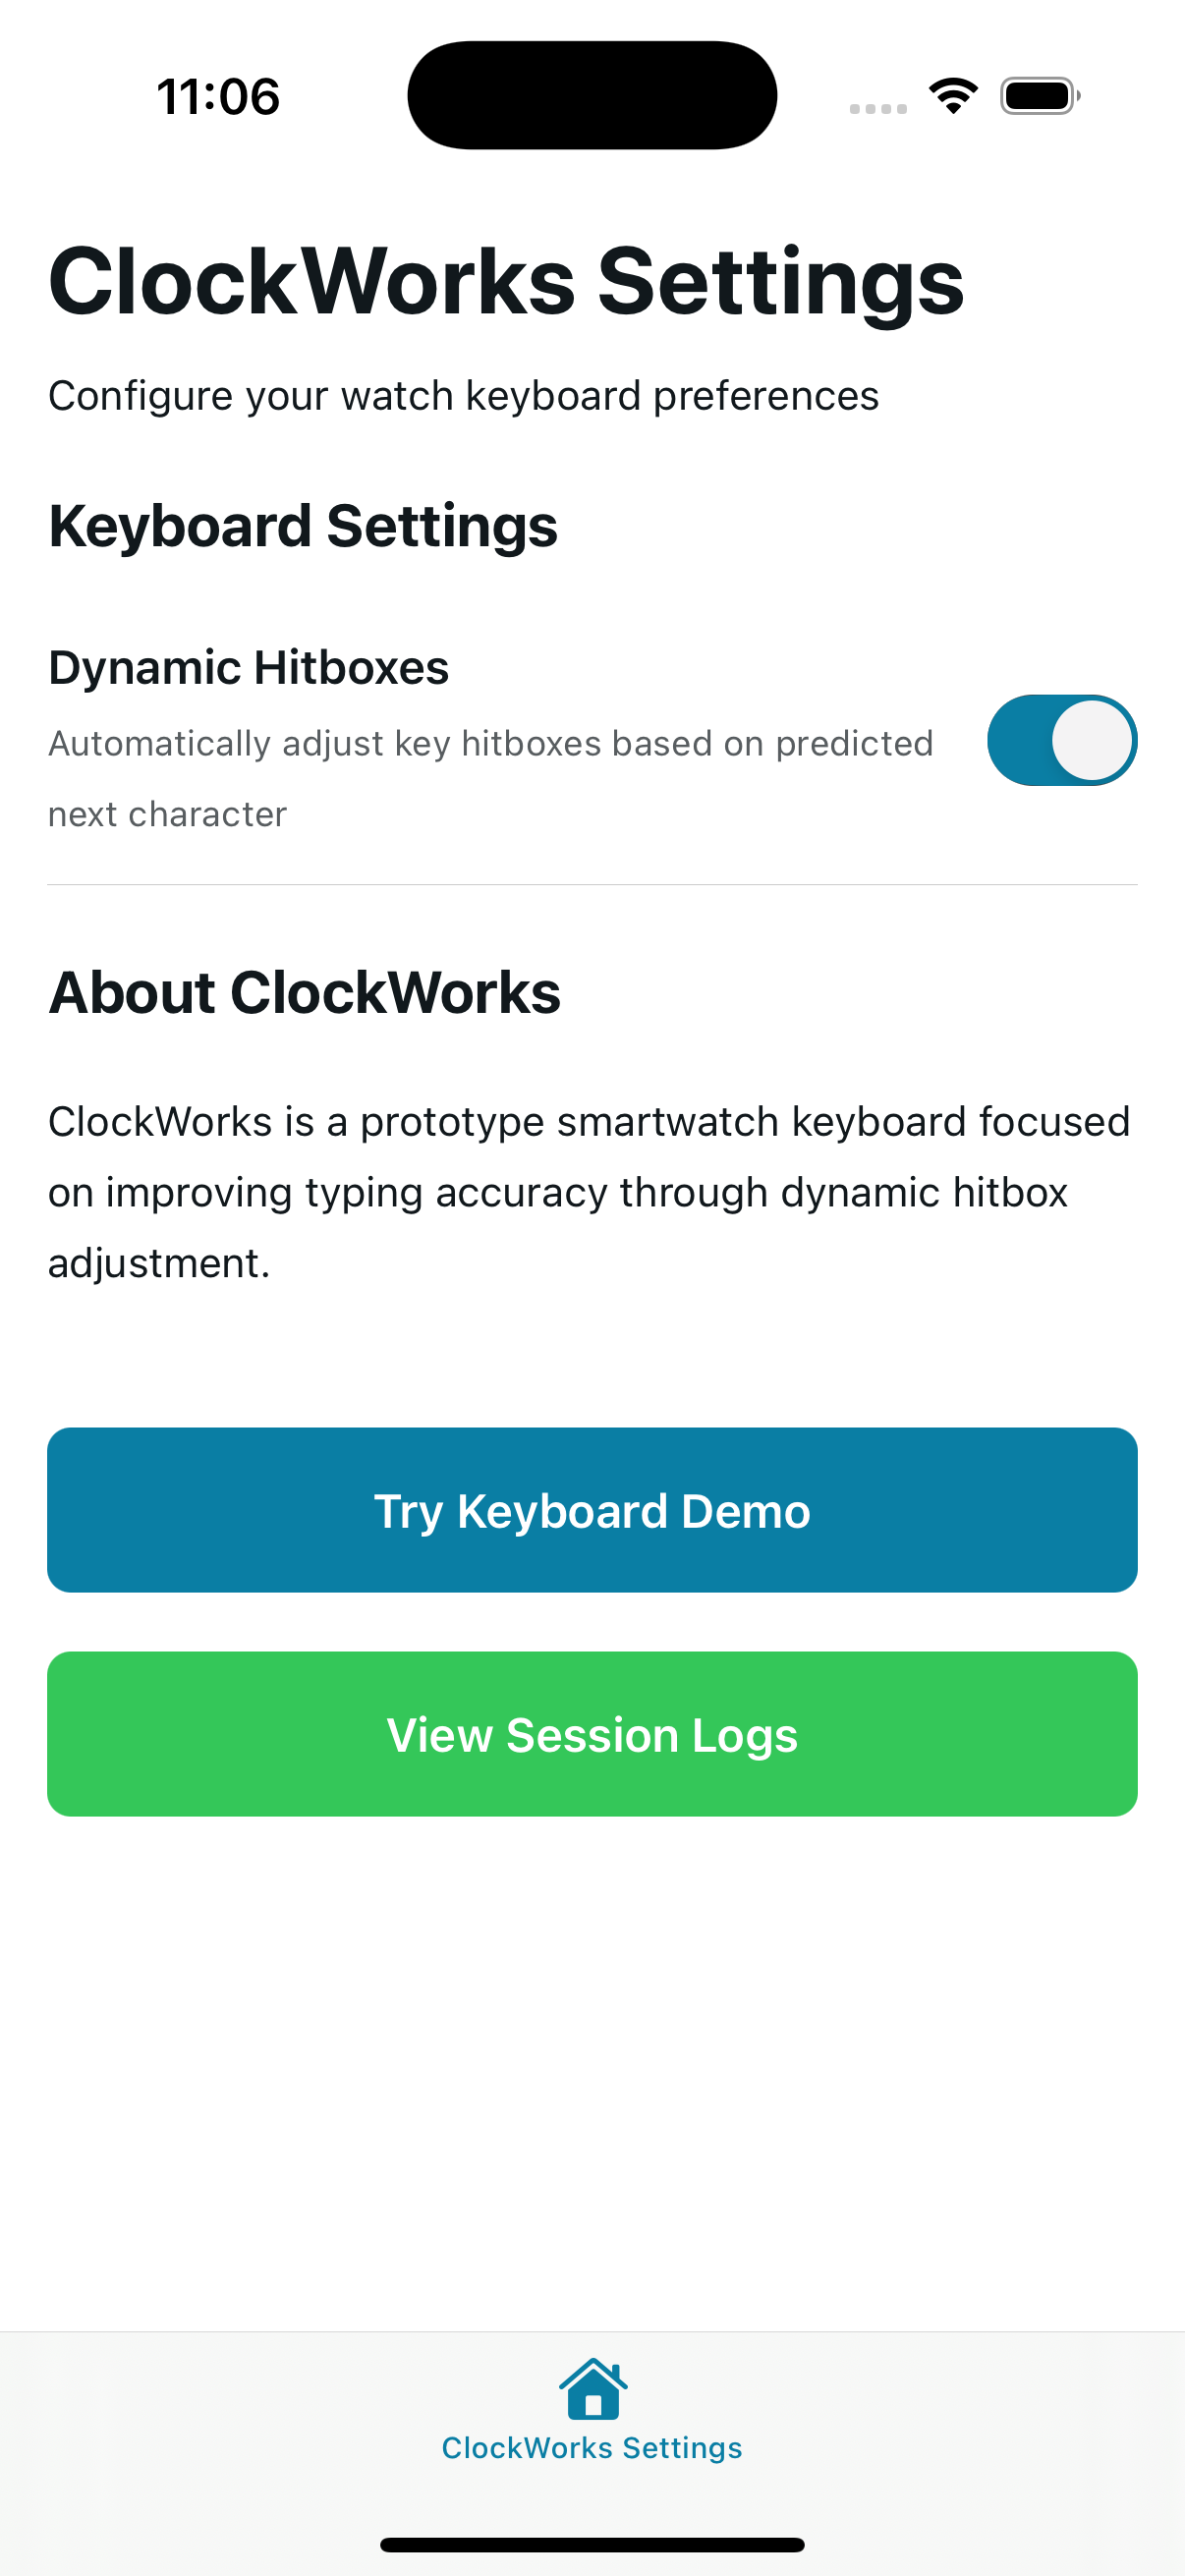 11:06
ClockWorks Settings
Configure your watch keyboard preferences
Keyboard Settings
Dynamic Hitboxes
Automatically adjust key hitboxes based on predicted
next character
About ClockWorks
ClockWorks is a prototype smartwatch keyboard focused
on improving typing accuracy through dynamic hitbox
adjustment.
Try Keyboard Demo
View Session Logs
ClockWorks Settings